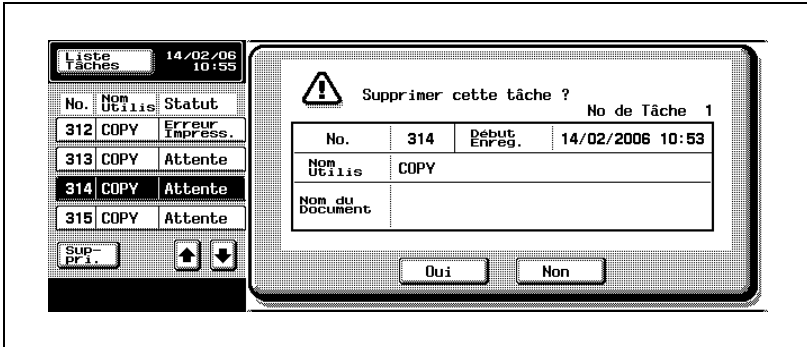 Liste
Tâches
14/02/06
10:55
No. Nom Utilis Statut
312 COPY Erreur Impress.
313 COPY Attente
314 COPY Attente
315 COPY Attente
Sup-
pri.
Supprimer cette tâche ?
No de Tâche 1
No. 314 Début Enreg. 14/02/2006 10:53
Nom Utilis COPY
Nom du
Document
Oui Non